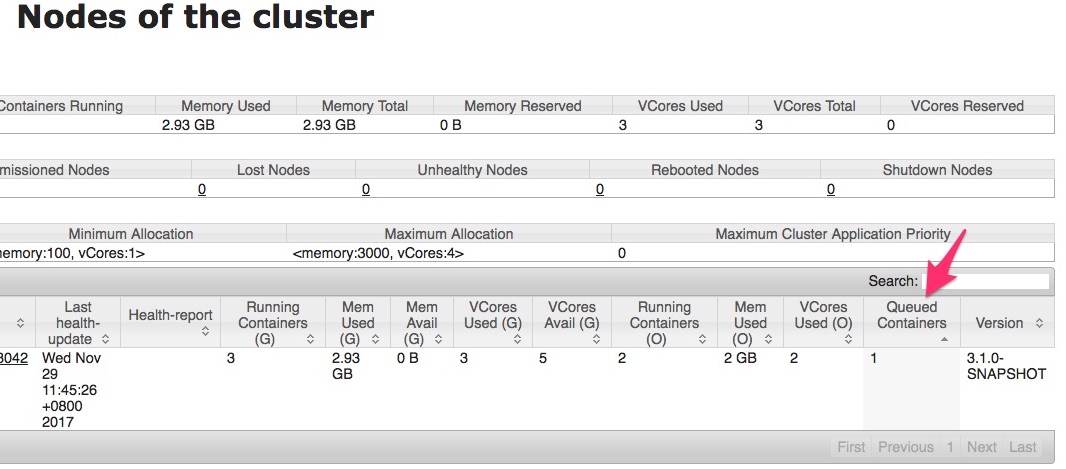 Nodes of the cluster
Containers Running Memory Used Memory Total Memory Reserved VCores Used VCores Total VCores Reserved
2.93 GB 2.93 GB 0 B 3 3 0
missioned Nodes Lost Nodes Unhealthy Nodes Rebooted Nodes Shutdown Nodes
0 0 0 0
Minimum Allocation Maximum Allocation Maximum Cluster Application Priority
nemory:100, vCores:1> <memory:3000, vCores:4> 0
Search:
Last health-update Health-report Running Containers (G) Mem Used (G) Mem Avail (G) VCores Used (G) VCores Avail (G) Running Containers (O) Mem Used (O) VCores Used (O) Queued Containers Version
3042 Wed Nov 29 11:45:26 +0800 2017 3 2.93 GB 0 B 3 5 2 2 GB 2 1 3.1.0-SNAPSHOT
First Previous 1 Next Last